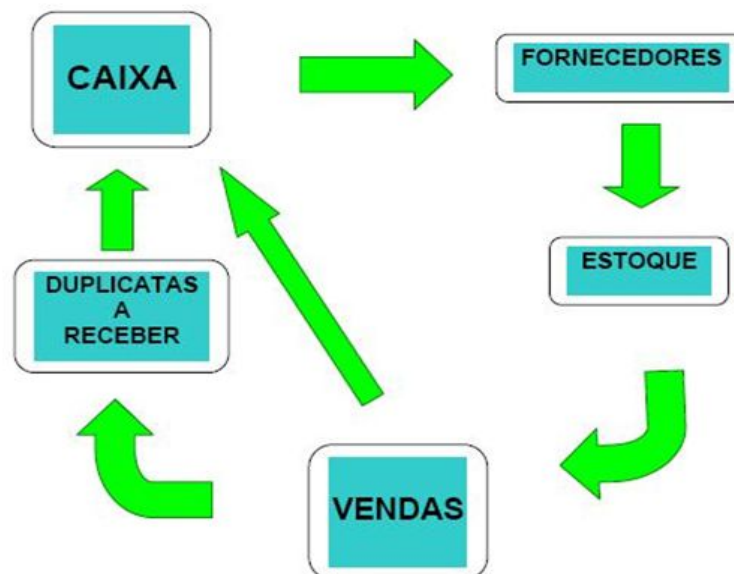 CAIXA
FORNECEDORES
ESTOQUE
DUPLICATAS
A
RECEBER
VENDAS